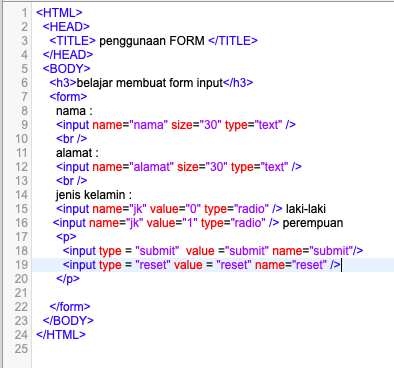 1 <HTML>
2 <HEAD>
3 <TITLE> penggunaan FORM </TITLE>
4 </HEAD>
5 <BODY>
6 <h3>belajar membuat form input</h3>
7 <form>
8 nama :
9 <input name="nama" size="30" type="text" />
10 <br />
11 alamat :
12 <input name="alamat" size="30" type="text" />
13 <br />
14 jenis kelamin :
15 <input name="jk" value="0" type="radio" /> laki-laki
16 <input name="jk" value="1" type="radio" /> perempuan
17 <p>
18 <input type = "submit"  value ="submit" name="submit"/>
19 <input type = "reset" value = "reset" name="reset" />
20 </p>
21
22 </form>
23 </BODY>
24 </HTML>
25